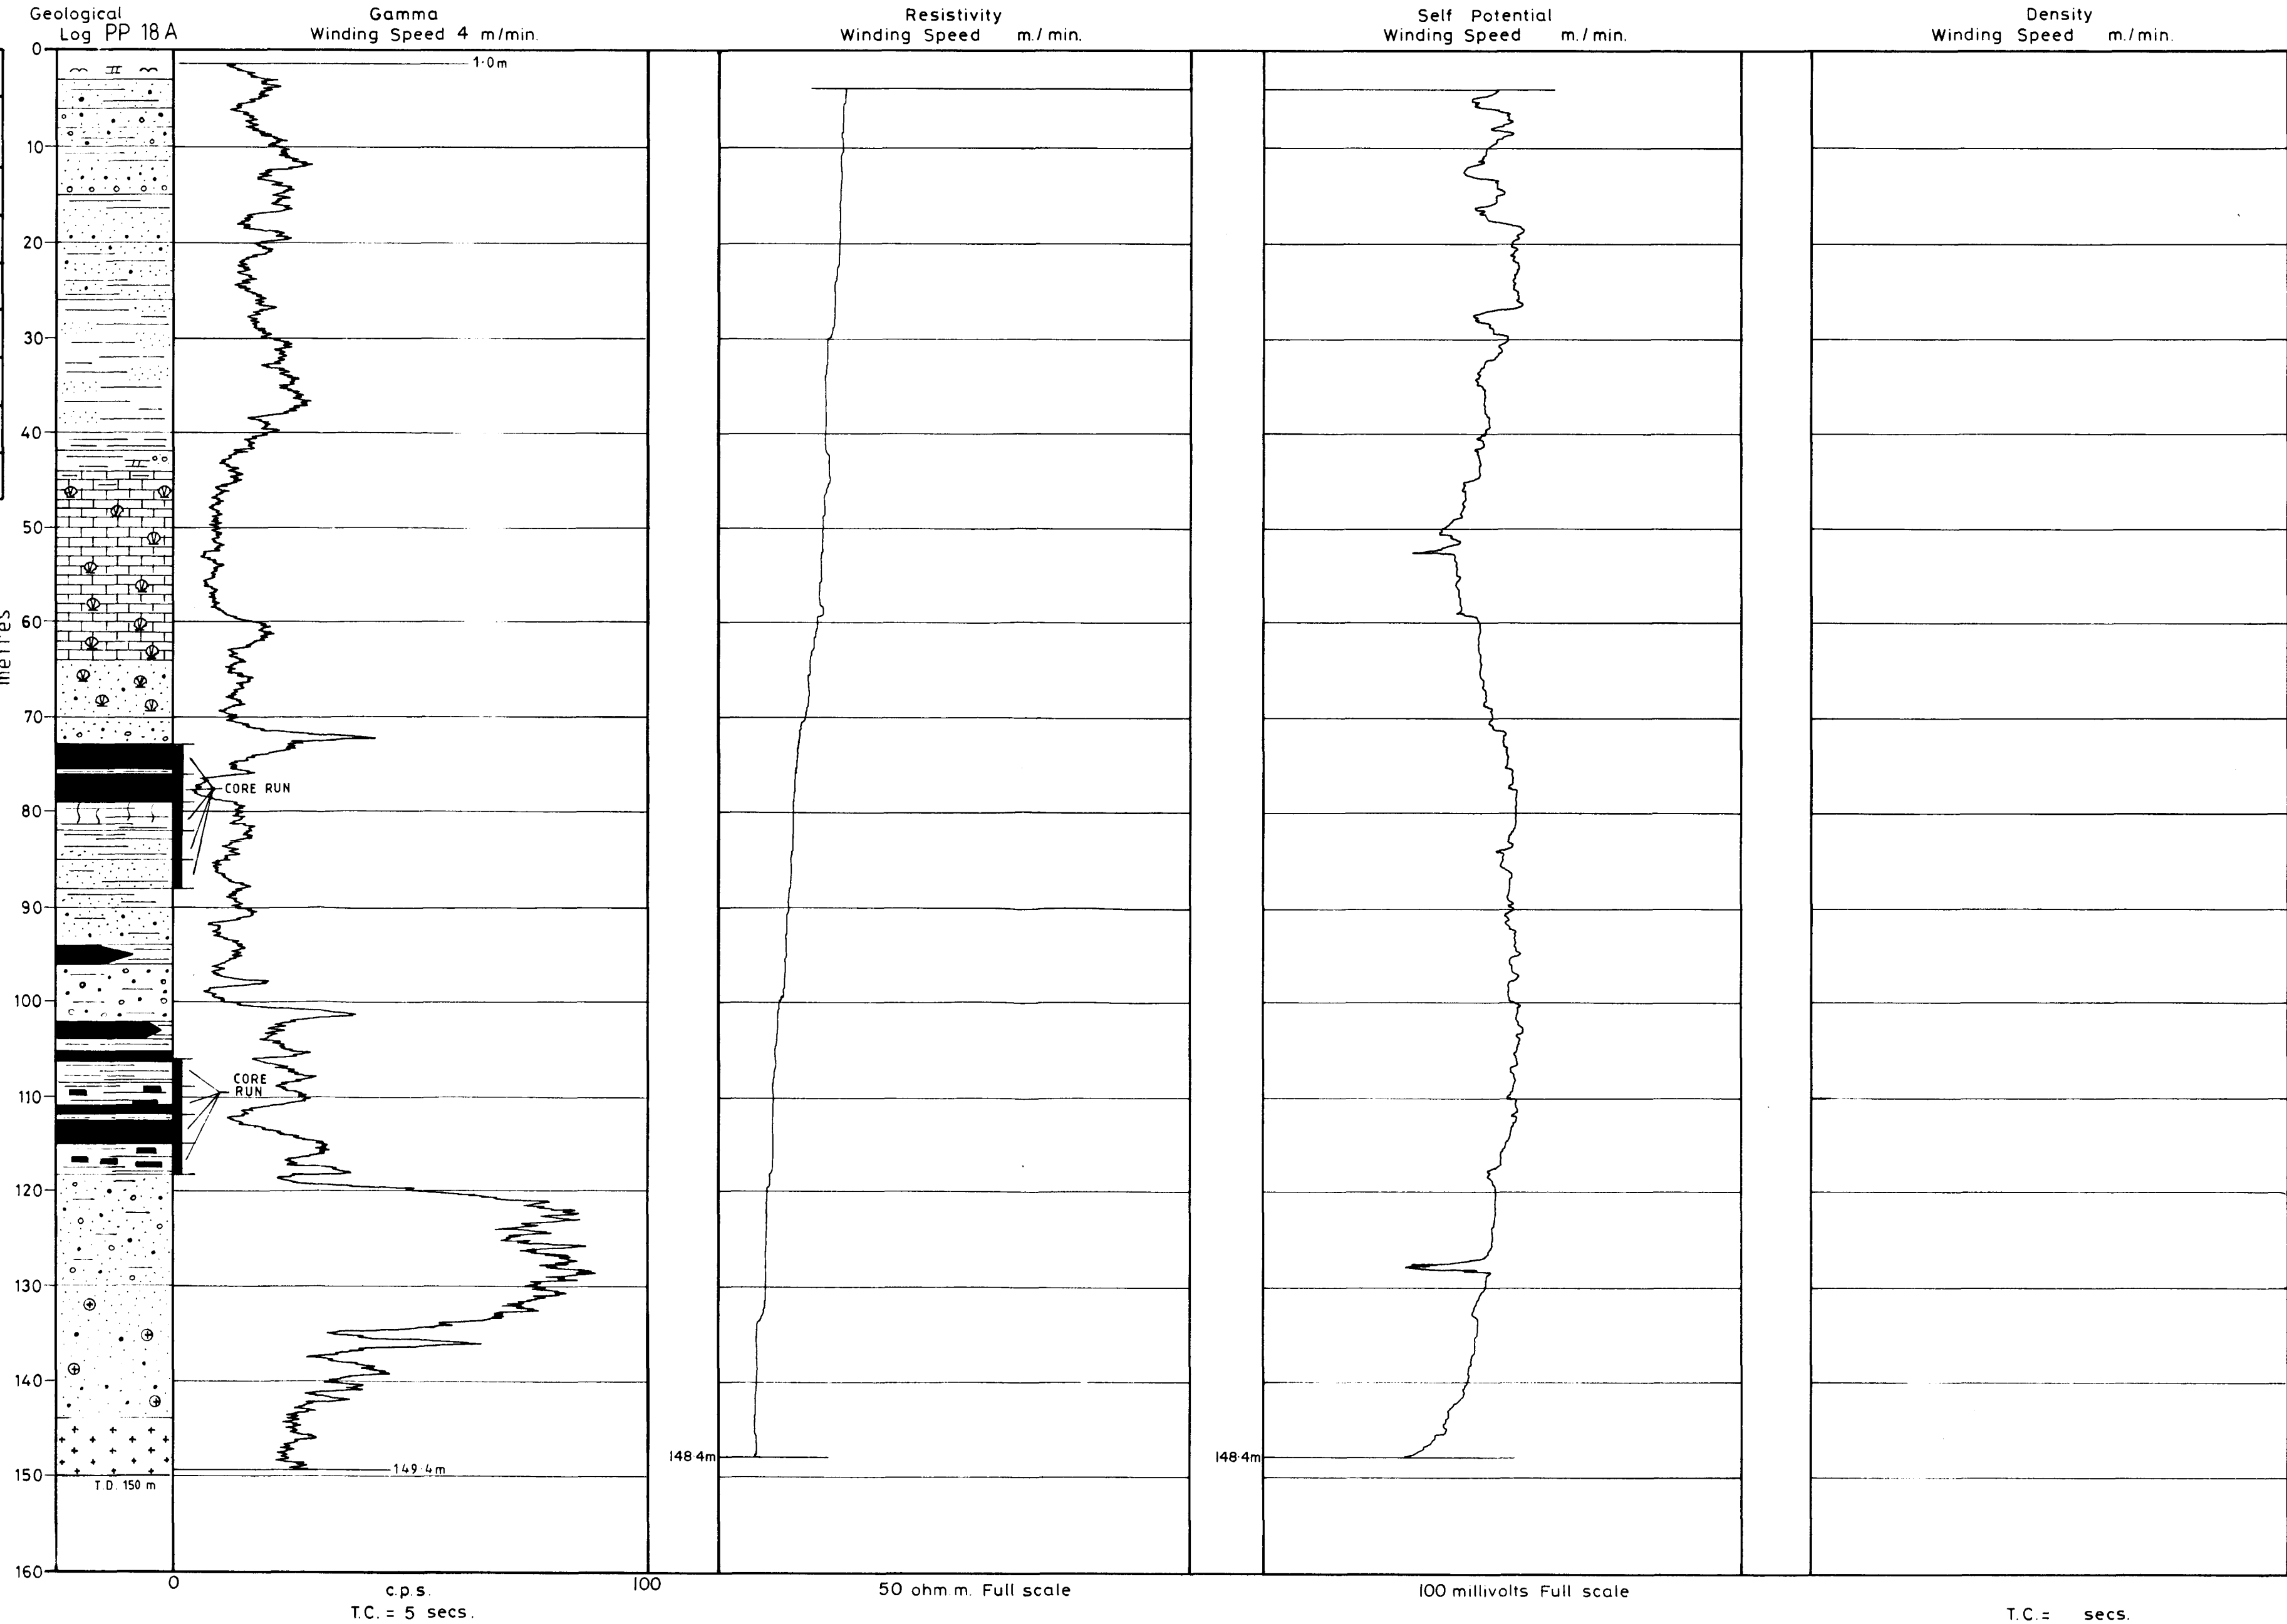 Geological
Log PP 18 A
Gamma
Winding Speed 4 m/min.
Resistivity
Winding Speed m./min.
Self Potential
Winding Speed m./min.
Density
Winding Speed m./min.
0
1·0m
10
20
30
40
50
metres
60
70
CORE RUN
80
90
100
CORE
RUN
110
120
130
140
148·4m
148·4m
149·4m
150
T.D. 150 m
160
0
c.p.s.
100
T.C. = 5 secs.
50 ohm.m. Full scale
100 millivolts Full scale
T.C. = secs.